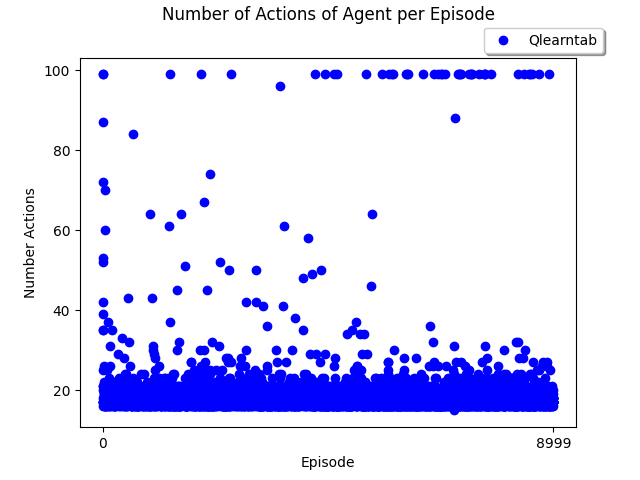 Number of Actions of Agent per Episode
Qlearntab
100
80
60
40
20
Number Actions
0
8999
Episode